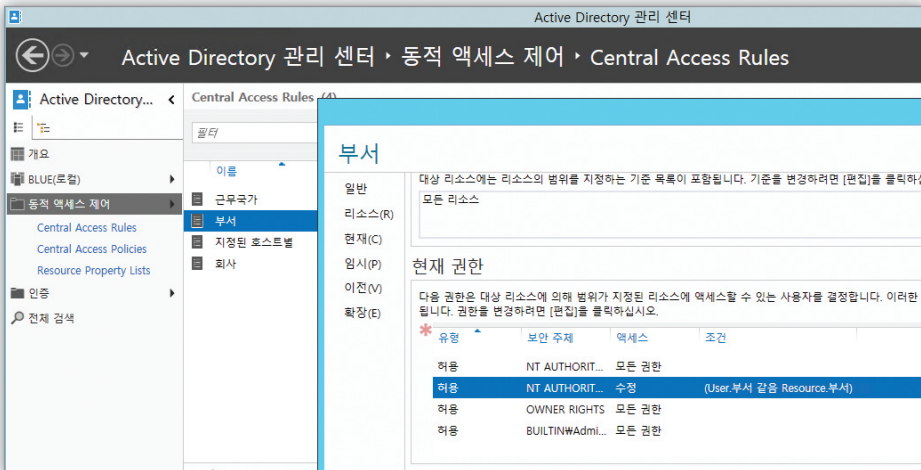 Active Directory 관리 센터
Active Directory 관리 센터 ‣ 동적 액세스 제어 ‣ Central Access Rules
Active Directory...
개요
BLUE(로컬)
동적 액세스 제어
Central Access Rules
Central Access Policies
Resource Property Lists
인증
전체 검색
Central Access Rules (4)
필터
이름
근무국가
부서
지정된 호스트별
회사
부서
일반
리소스(R)
현재(C)
임시(P)
이전(V)
확장(E)
대상 리소스에는 리소스의 범위를 지정하는 기준 목록이 포함됩니다. 기준을 변경하려면 [편집]을 클릭하
모든 리소스
현재 권한
다음 권한은 대상 리소스에 의해 범위가 지정된 리소스에 액세스할 수 있는 사용자를 결정합니다. 이러한
됩니다. 권한을 변경하려면 [편집]을 클릭하십시오.
유형 보안 주체 액세스 조건
허용 NT AUTHORIT... 모든 권한
허용 NT AUTHORIT... 수정 (User.부서 같음 Resource.부서)
허용 OWNER RIGHTS 모든 권한
허용 BUILTIN₩Admi... 모든 권한